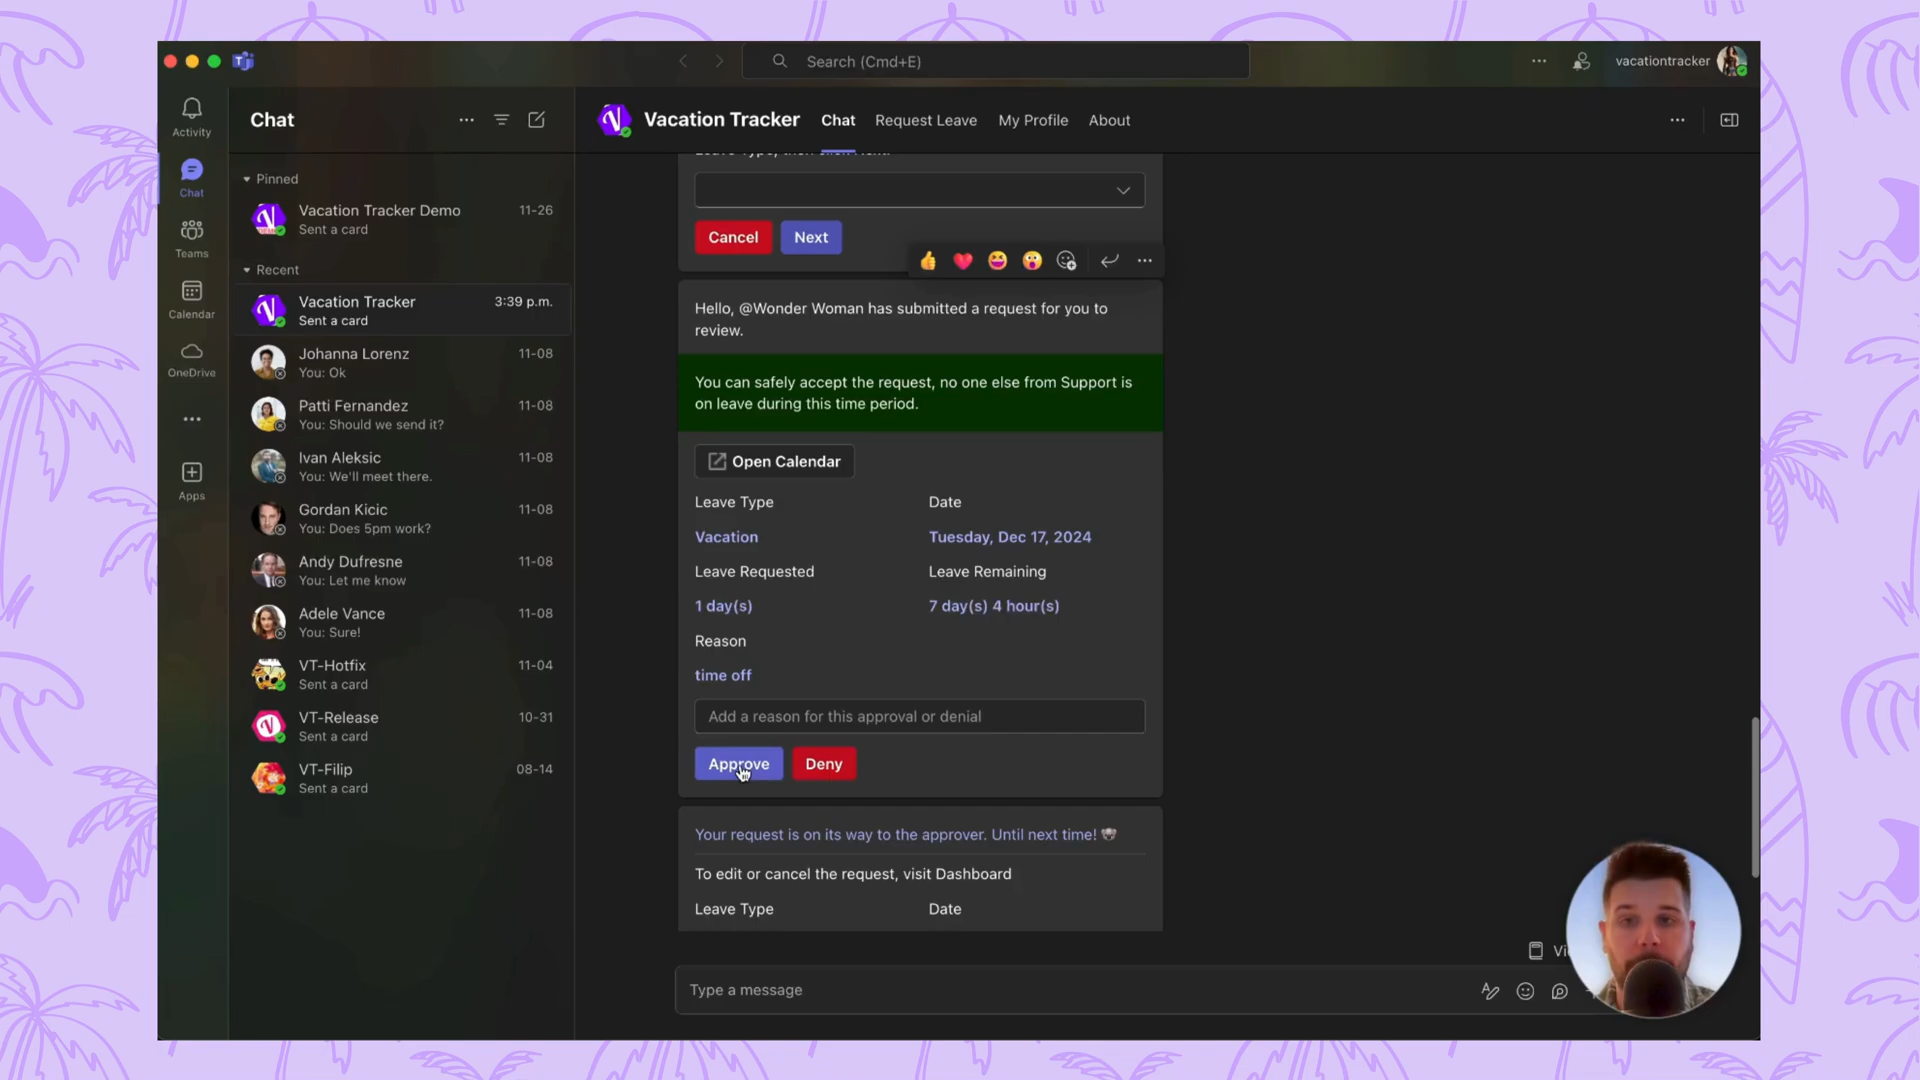 Search (Cmd+E)
vacationtracker
Activity
Chat
Teams
Calendar
OneDrive
Apps
Chat
Pinned
Vacation Tracker Demo 11-26
Sent a card
Recent
Vacation Tracker 3:39 p.m.
Sent a card
Johanna Lorenz 11-08
You: Ok
Patti Fernandez 11-08
You: Should we send it?
Ivan Aleksic 11-08
You: We'll meet there.
Gordan Kicic 11-08
You: Does 5pm work?
Andy Dufresne 11-08
You: Let me know
Adele Vance 11-08
You: Sure!
VT-Hotfix 11-04
Sent a card
VT-Release 10-31
Sent a card
VT-Filip 08-14
Sent a card
Vacation Tracker Chat Request Leave My Profile About
Cancel Next
Hello, @Wonder Woman has submitted a request for you to
review.
You can safely accept the request, no one else from Support is
on leave during this time period.
Open Calendar
Leave Type Date
Vacation Tuesday, Dec 17, 2024
Leave Requested Leave Remaining
1 day(s) 7 day(s) 4 hour(s)
Reason
time off
Add a reason for this approval or denial
Approve Deny
Your request is on its way to the approver. Until next time! 🐨
To edit or cancel the request, visit Dashboard
Leave Type Date
Type a message